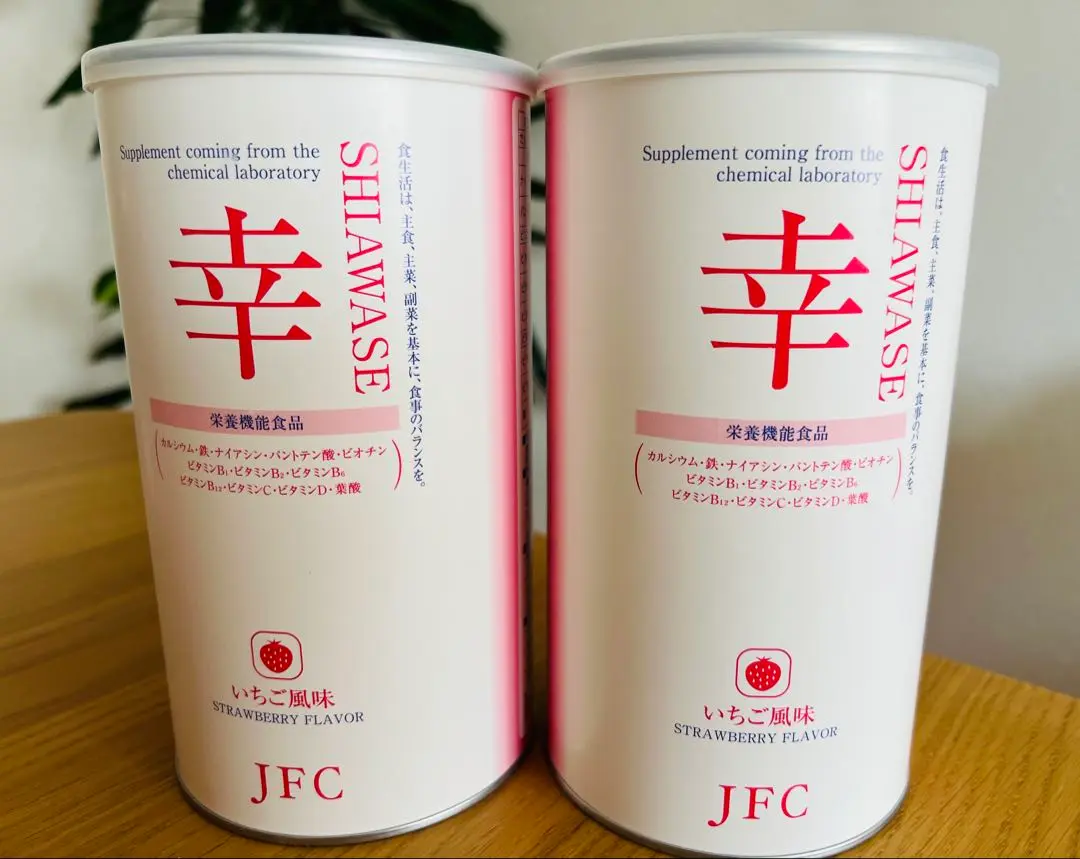 Supplement coming from the
chemical laboratory
幸
SHIAWASE
食生活は、主食、主菜、副菜を基本に、食事のバランスを。
栄養機能食品
(カルシウム・鉄・ナイアシン・パントテン酸・ビオチン
ビタミンB₁・ビタミンB₂・ビタミンB₆
ビタミンB₁₂・ビタミンC・ビタミンD・葉酸)
いちご風味
STRAWBERRY FLAVOR
JFC
Supplement coming from the
chemical laboratory
幸
SHIAWASE
食生活は、主食、主菜、副菜を基本に、食事のバランスを。
栄養機能食品
(カルシウム・鉄・ナイアシン・パントテン酸・ビオチン
ビタミンB₁・ビタミンB₂・ビタミンB₆
ビタミンB₁₂・ビタミンC・ビタミンD・葉酸)
いちご風味
STRAWBERRY FLAVOR
JFC